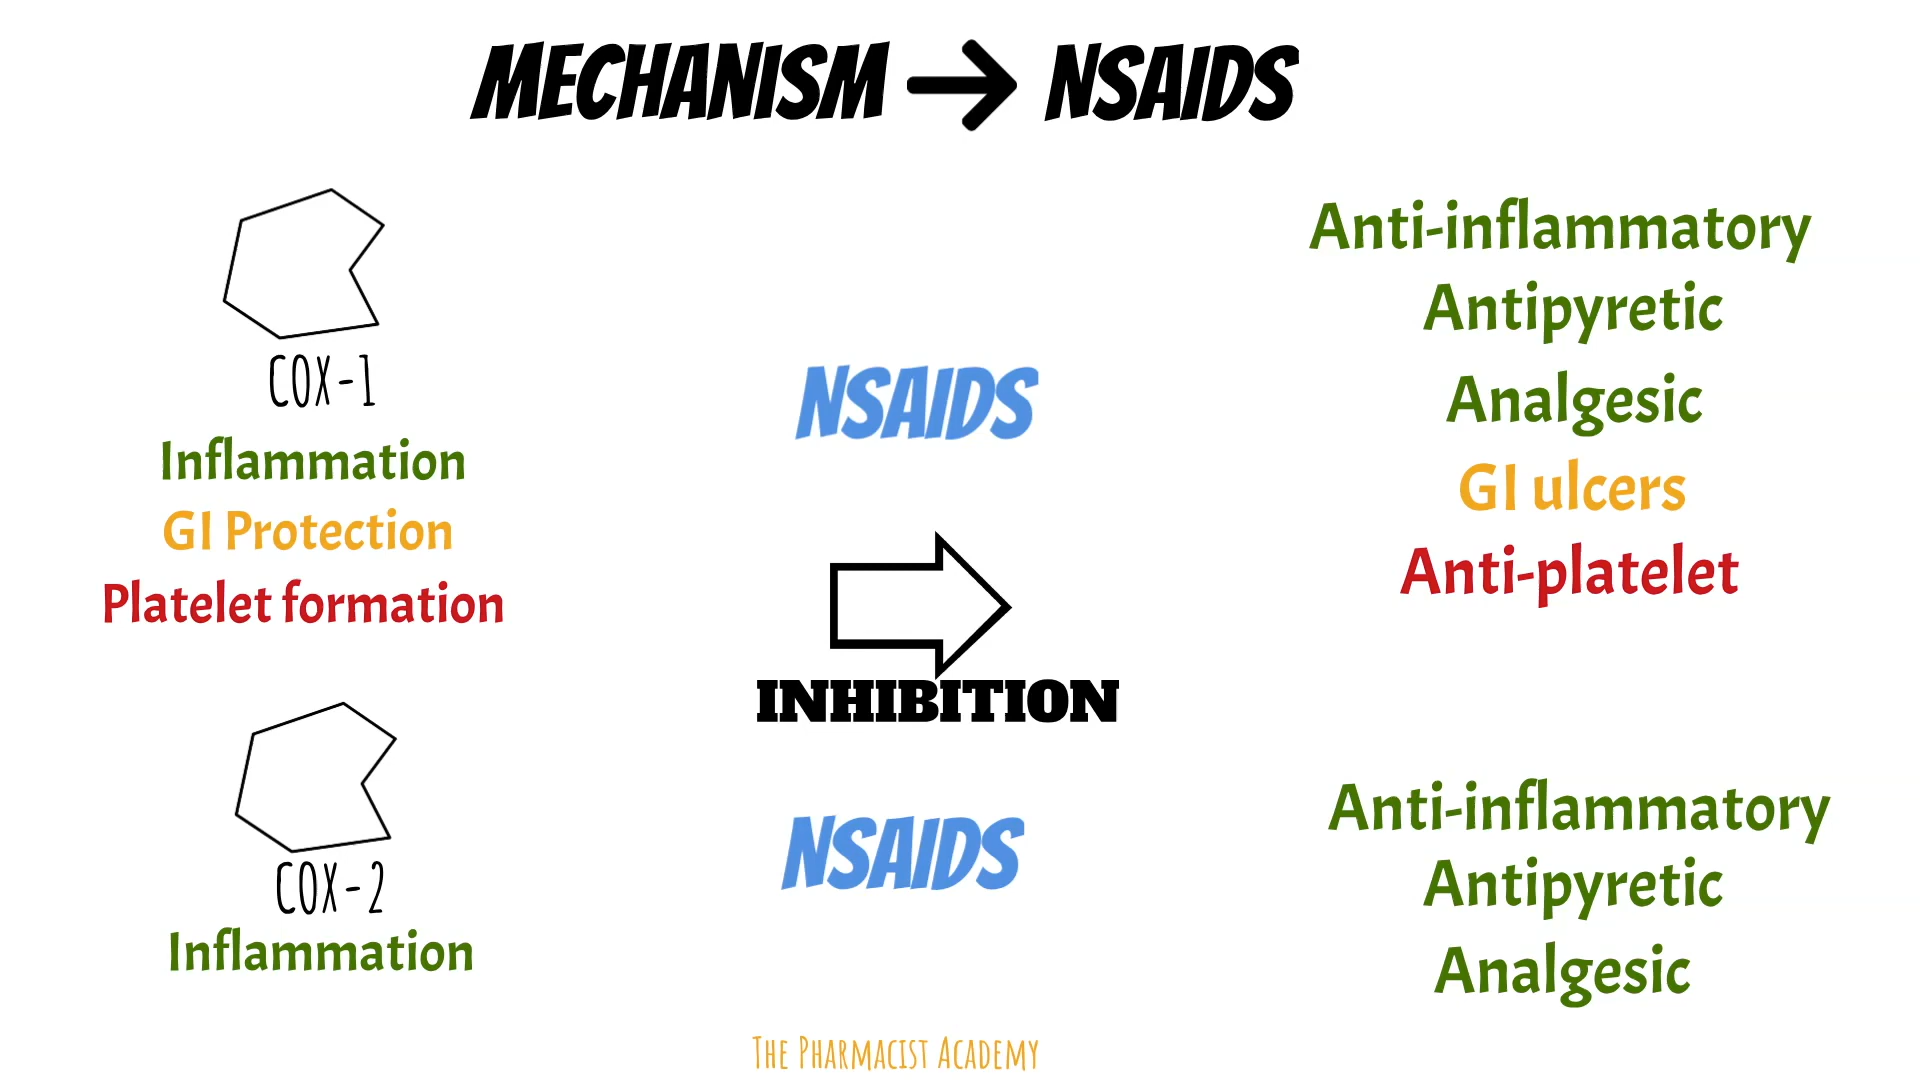 MECHANISM → NSAIDS
COX-1
Inflammation
GI Protection
Platelet formation
COX-2
Inflammation
NSAIDS
INHIBITION
NSAIDS
Anti-inflammatory
Antipyretic
Analgesic
GI ulcers
Anti-platelet
Anti-inflammatory
Antipyretic
Analgesic
The Pharmacist Academy